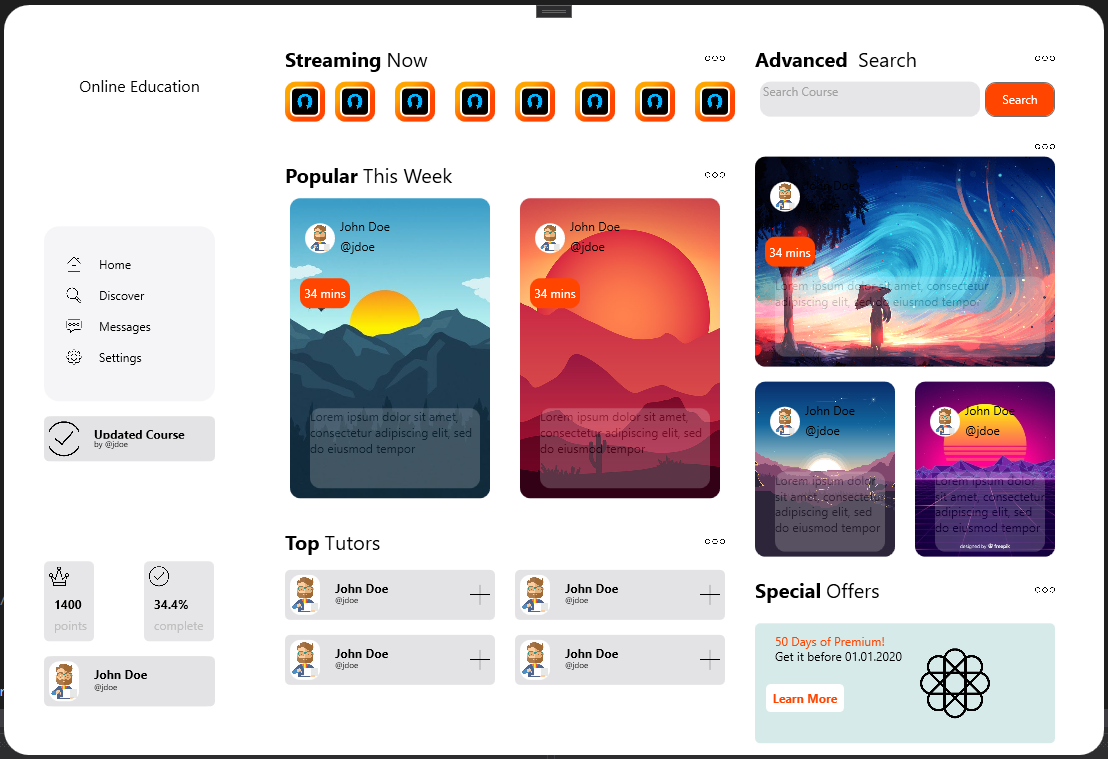 Online Education
Home
Discover
Messages
Settings
Updated Course
by @jdoe
1400
points
34.4%
complete
John Doe
@jdoe
Streaming Now
Popular This Week
John Doe
@jdoe
34 mins
Lorem ipsum dolor sit amet,
consectetur adipiscing elit, sed
do eiusmod tempor
John Doe
@jdoe
34 mins
Lorem ipsum dolor sit amet,
consectetur adipiscing elit, sed
do eiusmod tempor
Top Tutors
John Doe
@jdoe
John Doe
@jdoe
John Doe
@jdoe
John Doe
@jdoe
Advanced Search
Search Course
Search
John Doe
34 mins
Lorem ipsum dolor sit amet, consectetur
adipiscing elit, sed do eiusmod tempor
John Doe
@jdoe
Lorem ipsum dolor
sit amet, consectetur
adipiscing elit, sed
do eiusmod tempor
John Doe
@jdoe
Lorem ipsum dolor
sit amet, consectetur
adipiscing elit, sed
do eiusmod tempor
designed by freepik
Special Offers
50 Days of Premium!
Get it before 01.01.2020
Learn More